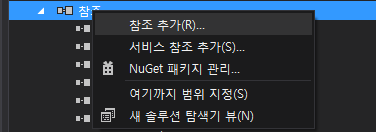 참조
참조 추가(R)...
서비스 참조 추가(S)...
NuGet 패키지 관리...
여기까지 범위 지정(S)
새 솔루션 탐색기 뷰(N)